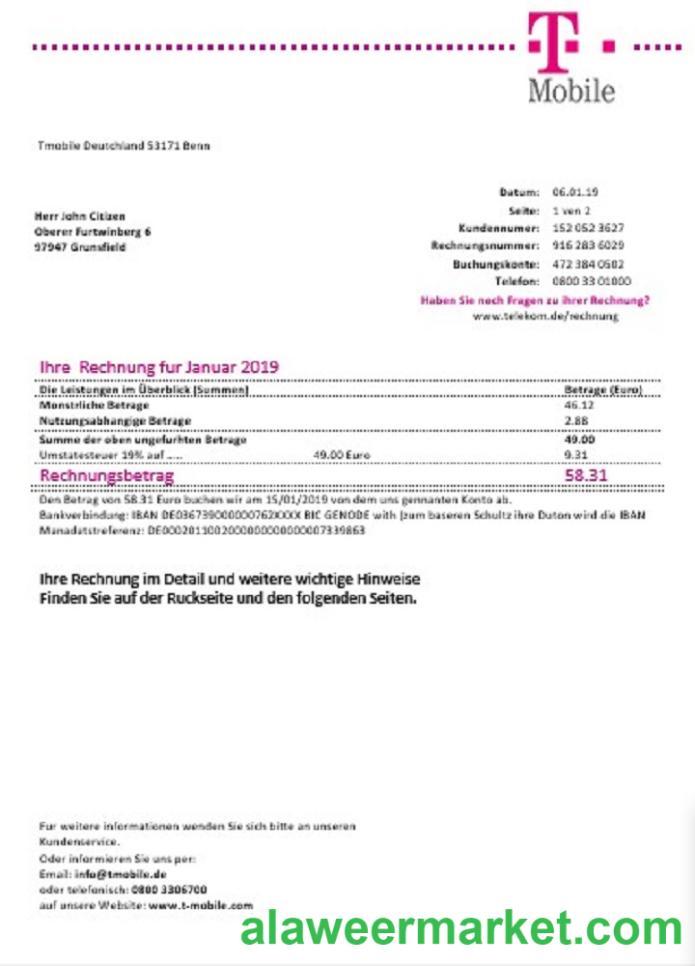 T
Mobile
Tmobile Deutchland 53171 Benn
Datum: 06.01.19
Seite: 1 ven 2
Kundennumer: 152 052 3627
Rechnungsnummer: 916 283 6029
Buchungskonte: 472 384 0502
Telefon: 0800 33 01000
Haben Sie noch Fragen zu ihrer Rechnung?
www.telekom.de/rechnung
Herr John Citizen
Oberer Furtwinberg 6
97947 Grunsfield
Ihre Rechnung fur Januar 2019
Die Leistungen im Überblick (Summen) Betrage (Euro)
Monstrliche Betrage 46.12
Nutzungsabhangige Betrage 2.88
Summe der oben ungefurhten Betrage 49.00
Umstatesteuer 19% auf ..... 49.00 Euro 9.31
Rechnungsbetrag 58.31
Den Betrag von 58.31 Euro buchen wir am 15/01/2019 von dem uns gennanten Konto ab.
Bankverbindung: IBAN BIC GENODE with (zum baseren Schultz ihre Duton wird die IBAN
Manadatstreferenz:
Ihre Rechnung im Detail und weitere wichtige Hinweise
Finden Sie auf der Ruckseite und den folgenden Seiten.
Fur weitere informationen wenden Sie sich bitte an unseren
Kundenservice.
Oder informieren Sie uns per:
Email: info@tmobile.de
oder telefonisch: 0800 3306700
auf unsere Website: www.t-mobile.com
alaweermarket.com